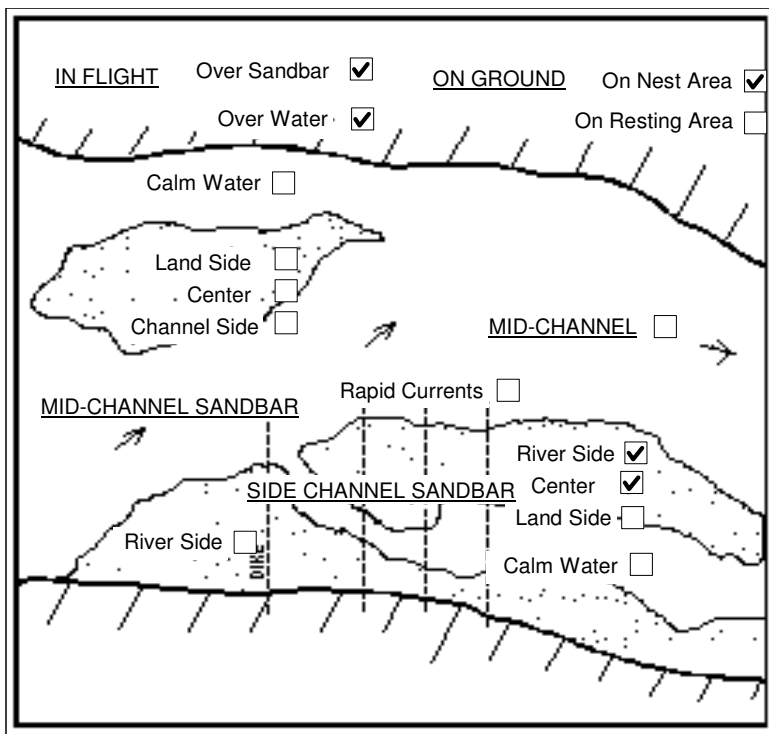 IN FLIGHT
Over Sandbar
ON GROUND
On Nest Area
Over Water
On Resting Area
Calm Water
Land Side
Center
Channel Side
MID-CHANNEL
Rapid Currents
MID-CHANNEL SANDBAR
River Side
SIDE CHANNEL SANDBAR
Center
Land Side
River Side
DIKE
Calm Water